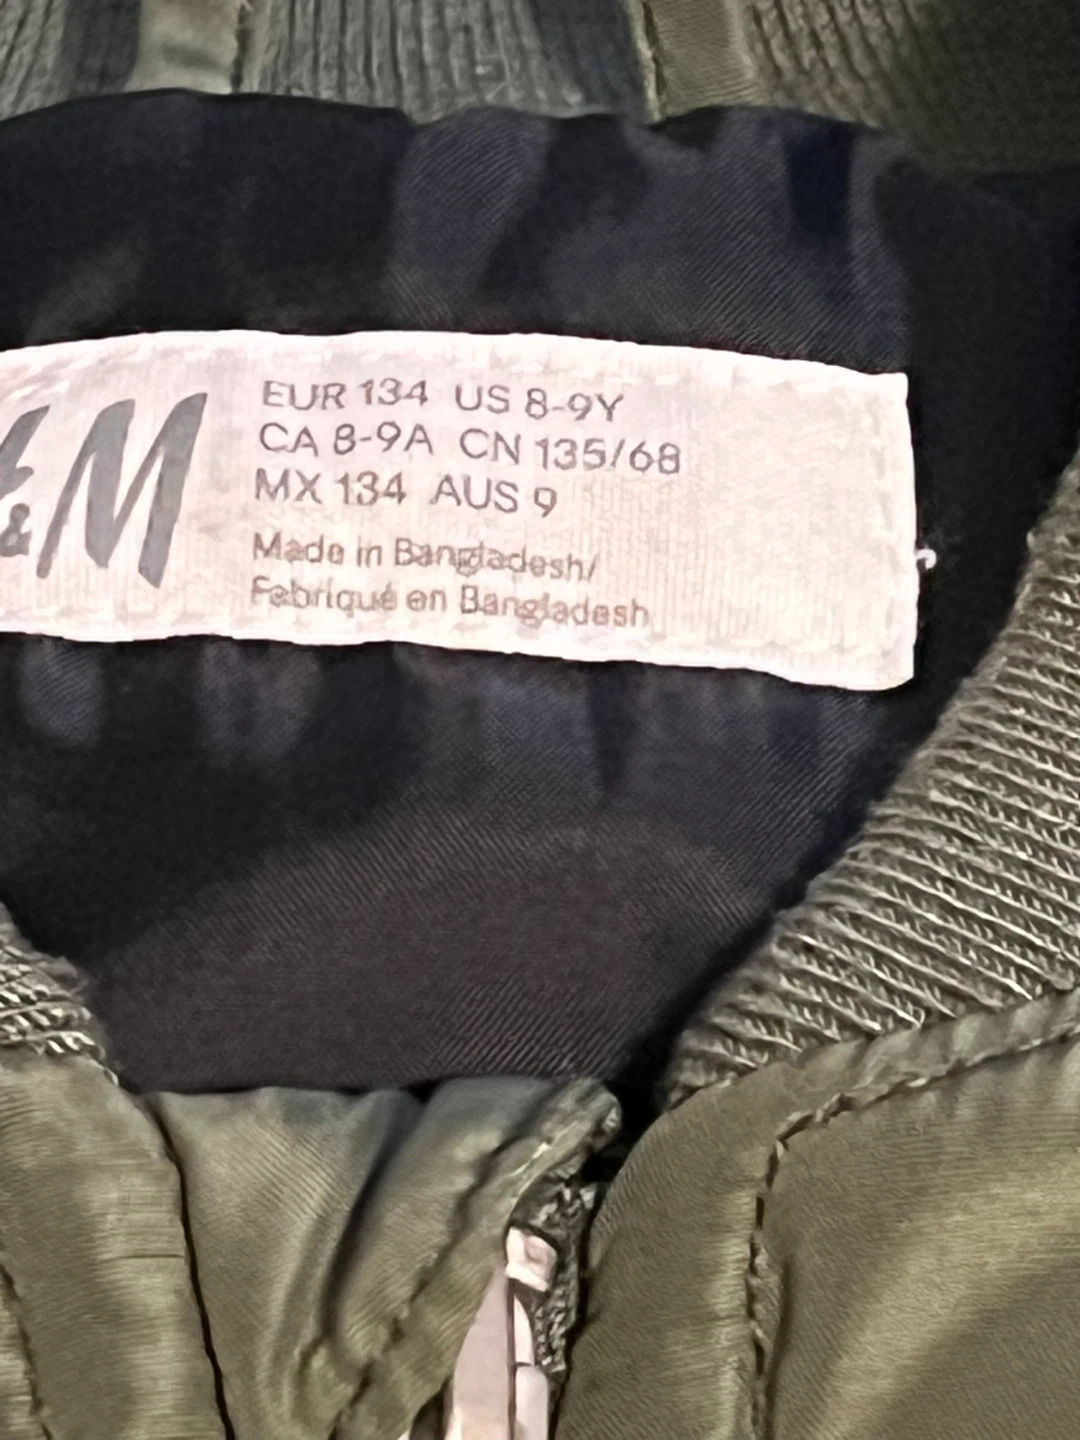 &M
EUR 134 US 8-9Y
CA 8-9A CN 135/68
MX 134 AUS 9
Made in Bangladesh/
Fabriqué en Bangladesh